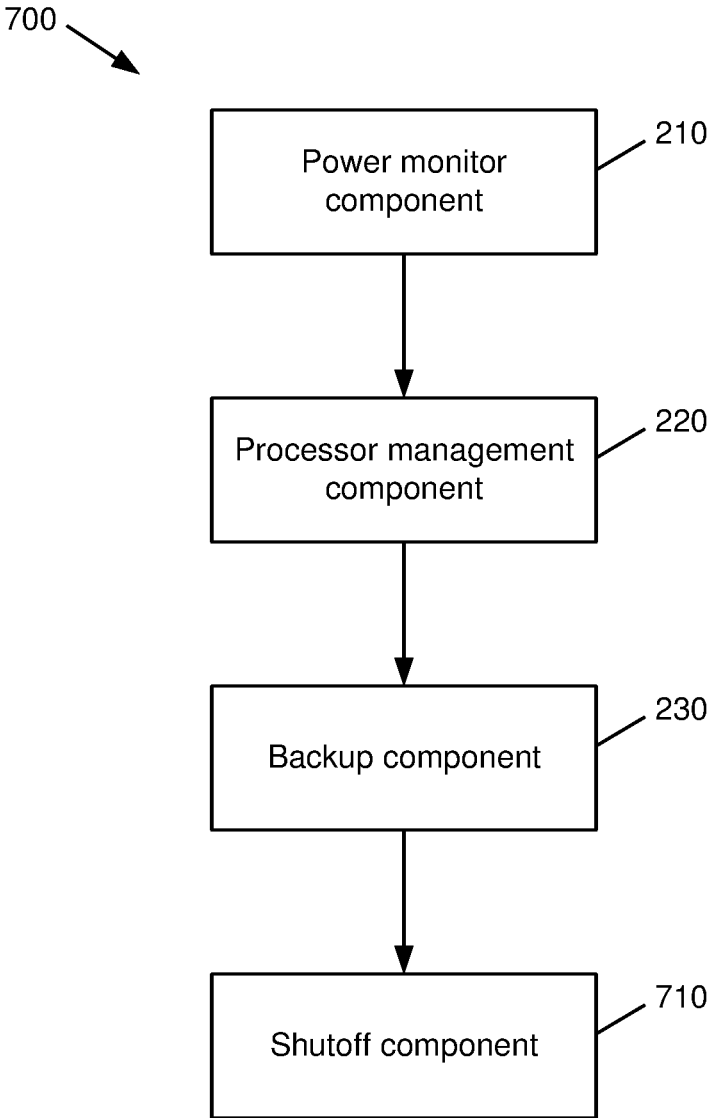 700
Power monitor
component
210
Processor management
component
220
Backup component
230
Shutoff component
710